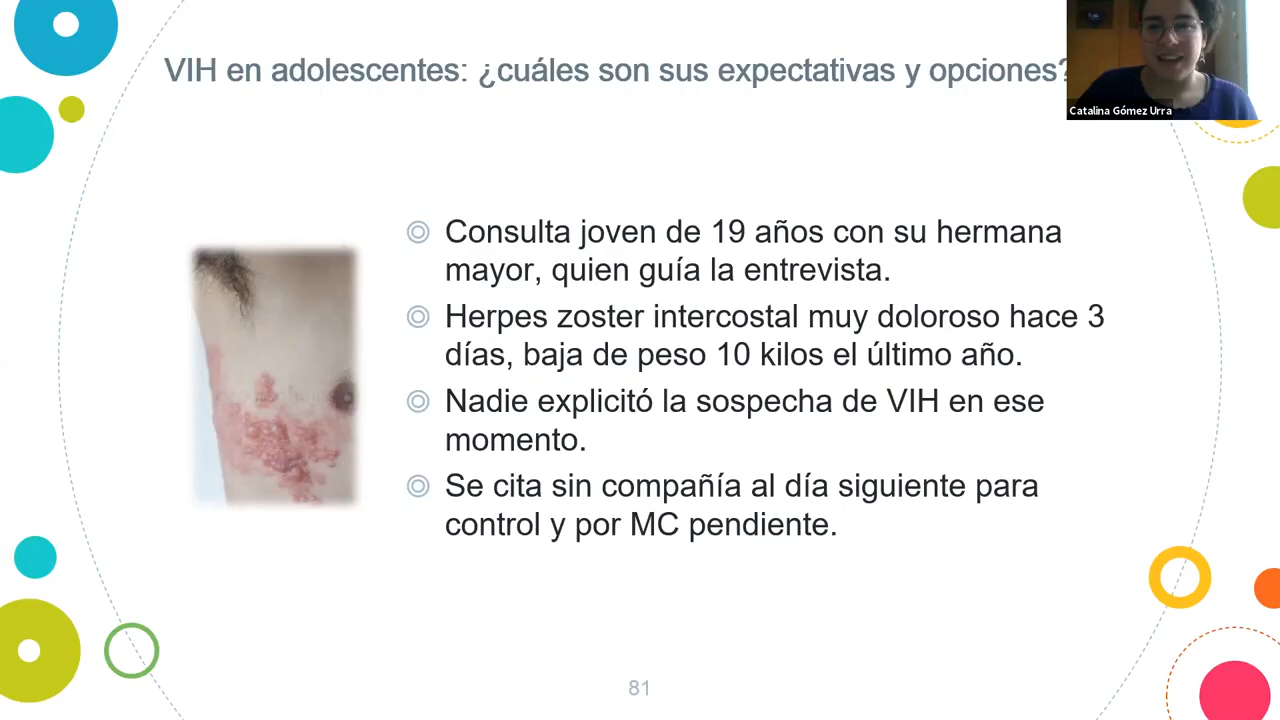 VIH en adolescentes: ¿cuáles son sus expectativas y opciones?
Catalina Gómez Urra
Consulta joven de 19 años con su hermana
mayor, quien guía la entrevista.
Herpes zoster intercostal muy doloroso hace 3
días, baja de peso 10 kilos el último año.
Nadie explicitó la sospecha de VIH en ese
momento.
Se cita sin compañía al día siguiente para
control y por MC pendiente.
81